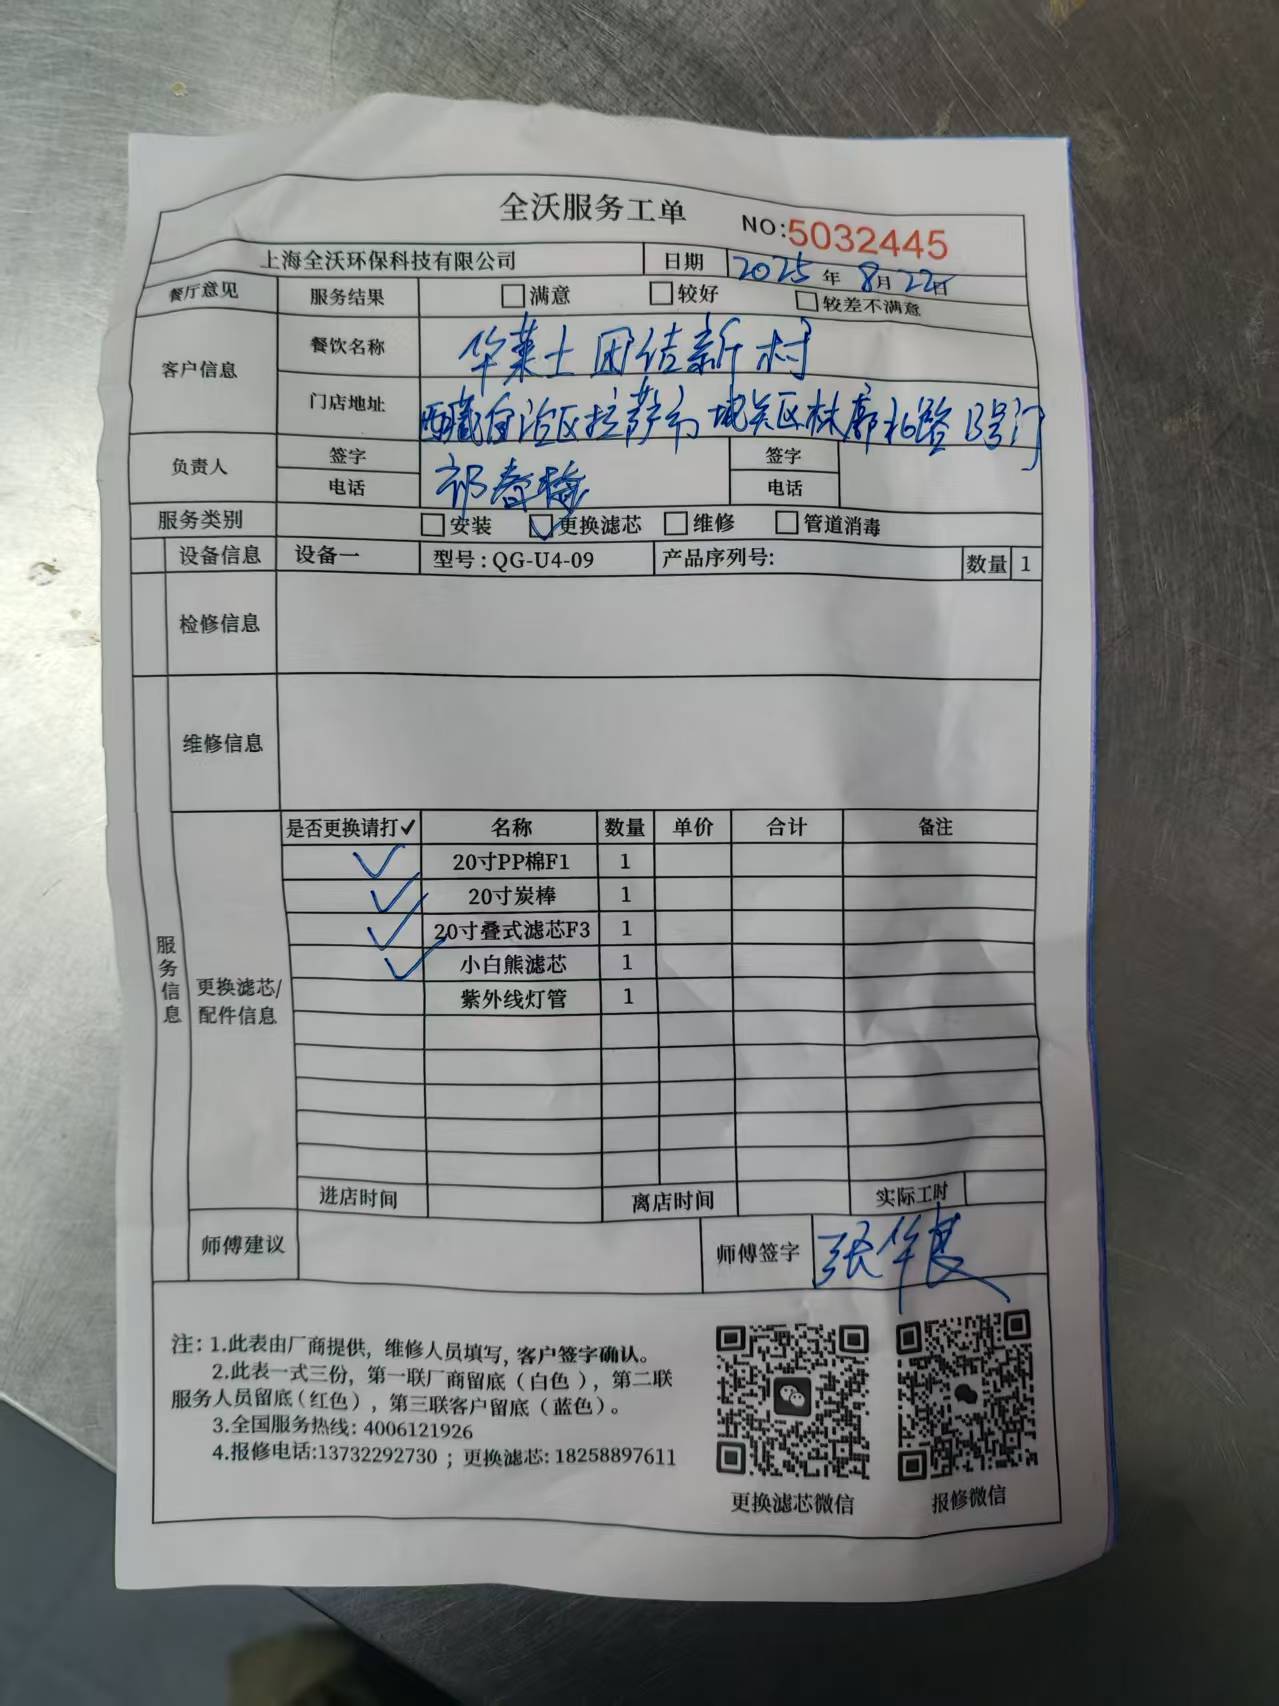 全沃服务工单 NO:5032445
上海全沃环保科技有限公司 日期 2025年8月22日
餐厅意见 服务结果 满意 较好 较差不满意
客户信息 餐饮名称 华莱士团结新村
门店地址 西藏自治区拉萨市城关区林廓北路13号门
负责人 签字 签字
电话 祁春梅 电话
服务类别 安装 更换滤芯 维修 管道消毒
设备信息 设备一 型号:QG-U4-09 产品序列号: 数量 1
检修信息
维修信息
服务信息
更换滤芯/配件信息
是否更换请打✓ 名称 数量 单价 合计 备注
✓ 20寸PP棉F1 1
✓ 20寸炭棒 1
✓ 20寸叠式滤芯F3 1
✓ 小白熊滤芯 1
紫外线灯管 1
进店时间 离店时间 实际工时
师傅建议 师傅签字 张华良
注:1.此表由厂商提供，维修人员填写,客户签字确认。
2.此表一式三份，第一联厂商留底（白色），第二联
服务人员留底(红色)，第三联客户留底（蓝色)。
3.全国服务热线:4006121926
4.报修电话:13732292730；更换滤芯:18258897611
更换滤芯微信 报修微信